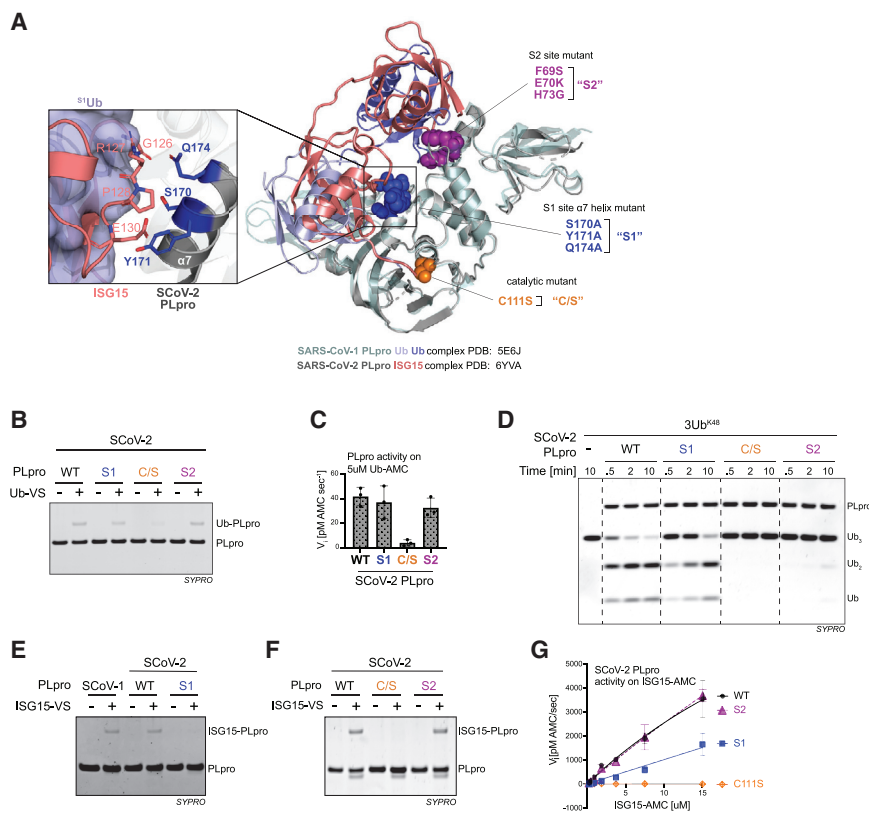 A
S1Ub
R127
G126
Q174
P128
S170
E130
Y171
α7
ISG15
SCoV-2
PLpro
S2 site mutant
F69S
E70K
H73G
“S2”
S1 site α7 helix mutant
S170A
Y171A
Q174A
“S1”
catalytic mutant
C111S
“C/S”
SARS-CoV-1 PLpro Ub Ub complex PDB: 5E6J
SARS-CoV-2 PLpro ISG15 complex PDB: 6YVA
B
SCoV-2
PLpro WT S1 C/S S2
Ub-VS - + - + - + - +
Ub-PLpro
PLpro
SYPRO
C
PLpro activity on
5uM Ub-AMC
Vi [pM AMC sec-1]
60
40
20
0
WT S1 C/S S2
SCoV-2 PLpro
D
3UbK48
SCoV-2
PLpro - WT S1 C/S S2
Time [min] 10 .5 2 10 .5 2 10 .5 2 10 .5 2 10
PLpro
Ub3
Ub2
Ub
SYPRO
E
SCoV-2
PLpro SCoV-1 WT S1
ISG15-VS - + - + - +
ISG15-PLpro
PLpro
SYPRO
F
SCoV-2
PLpro WT C/S S2
ISG15-VS - + - + - +
ISG15-PLpro
PLpro
SYPRO
G
SCoV-2 PLpro
activity on ISG15-AMC
Vi[pM AMC/sec]
5000
4000
3000
2000
1000
0
-1000
5 10 15
ISG15-AMC [uM]
WT
S2
S1
C111S